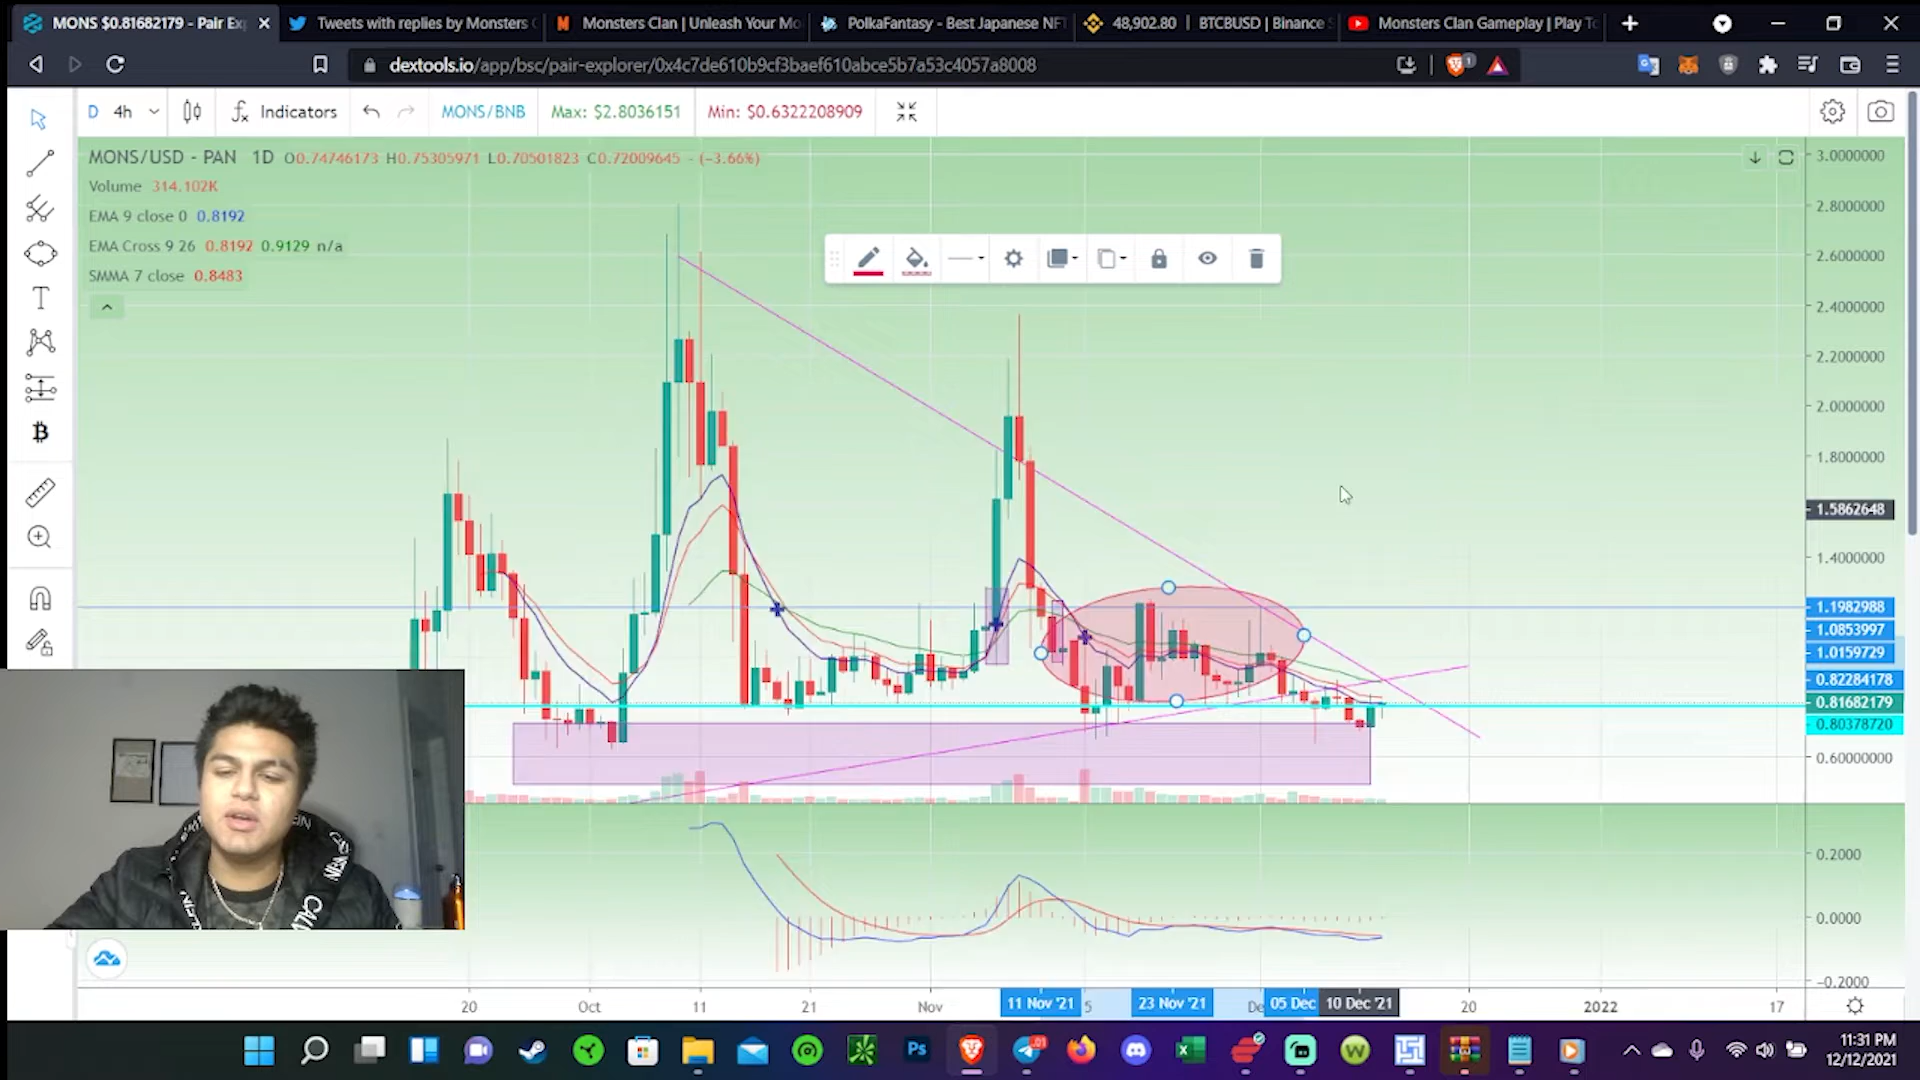 MONS $0.81682179 - Pair Ex
Tweets with replies by Monsters C
Monsters Clan | Unleash Your Mo
PolkaFantasy - Best Japanese NFT
48,902.80 | BTCBUSD | Binance S
Monsters Clan Gameplay | Play To
dextools.io/app/bsc/pair-explorer/0x4c7de610b9cf3baef610abce5b7a53c4057a8008
1
D 4h
Indicators
MONS/BNB
Max: $2.8036151
Min: $0.6322208909
MONS/USD - PAN 1D O0.74746173 H0.75305971 L0.70501823 C0.72009645 - (−3.66%)
Volume 314.102K
EMA 9 close 0 0.8192
EMA Cross 9 26 0.8192 0.9129 n/a
SMMA 7 close 0.8483
3.0000000
2.8000000
2.6000000
2.4000000
2.2000000
2.0000000
1.8000000
1.5862648
1.4000000
1.1982988
1.0853997
1.0159729
0.82284178
0.81682179
0.80378720
0.60000000
0.2000
0.0000
−0.2000
20
Oct
11
21
Nov
11 Nov '21
5
23 Nov '21
De
05 Dec
10 Dec '21
20
2022
17
Ps
11:31 PM
12/12/2021